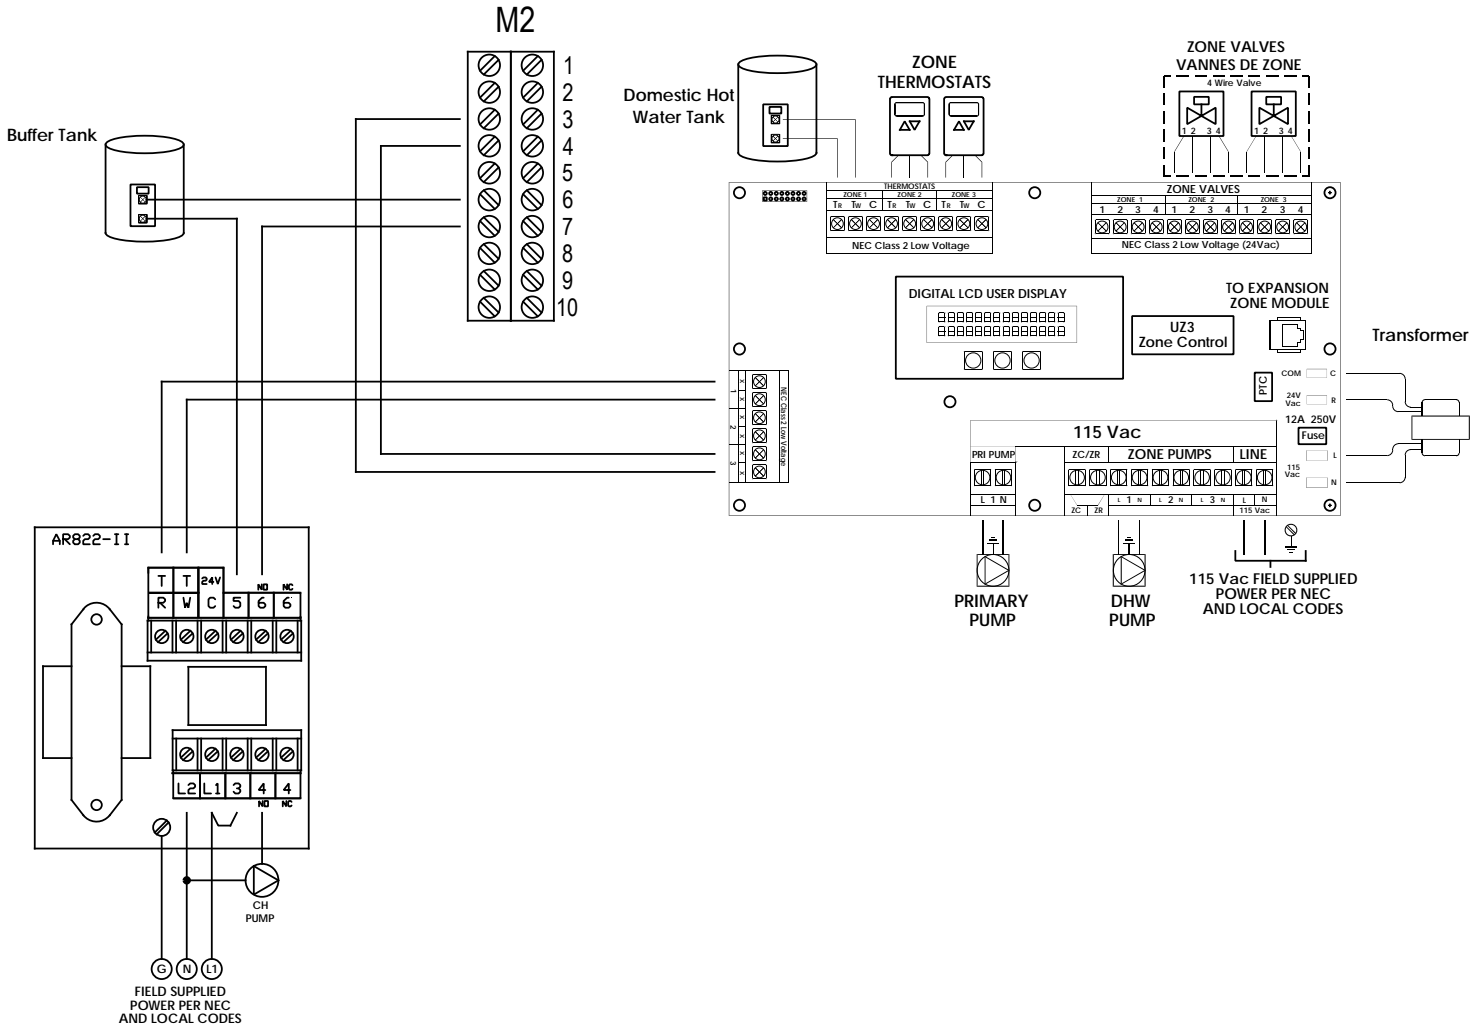 M2
1
2
3
4
5
6
7
8
9
10
Buffer Tank
Domestic Hot
Water Tank
ZONE
THERMOSTATS
ZONE VALVES
VANNES DE ZONE
4 Wire Valve
1 2 3 4
1 2 3 4
THERMOSTATS
ZONE 1 ZONE 2 ZONE 3
TR TW C TR TW C TR TW C
NEC Class 2 Low Voltage
ZONE VALVES
ZONE 1 ZONE 2 ZONE 3
1 2 3 4 1 2 3 4 1 2 3 4
NEC Class 2 Low Voltage (24Vac)
DIGITAL LCD USER DISPLAY
UZ3
Zone Control
TO EXPANSION
ZONE MODULE
Transformer
COM C
PTC
24V
Vac R
12A 250V
Fuse
L
115
Vac
N
x
1
x
x
2
x
x
3
x
NEC Class 2 Low Voltage
115 Vac
PRI PUMP ZC/ZR ZONE PUMPS LINE
L 1 N
L 1 N L 2 N L 3 N L N
ZC ZR 115 Vac
PRIMARY
PUMP
DHW
PUMP
115 Vac FIELD SUPPLIED
POWER PER NEC
AND LOCAL CODES
AR822-II
T T 24V NO NC
R W C 5 6 6
L2 L1 3 4 4
NO NC
CH
PUMP
G N L1
FIELD SUPPLIED
POWER PER NEC
AND LOCAL CODES